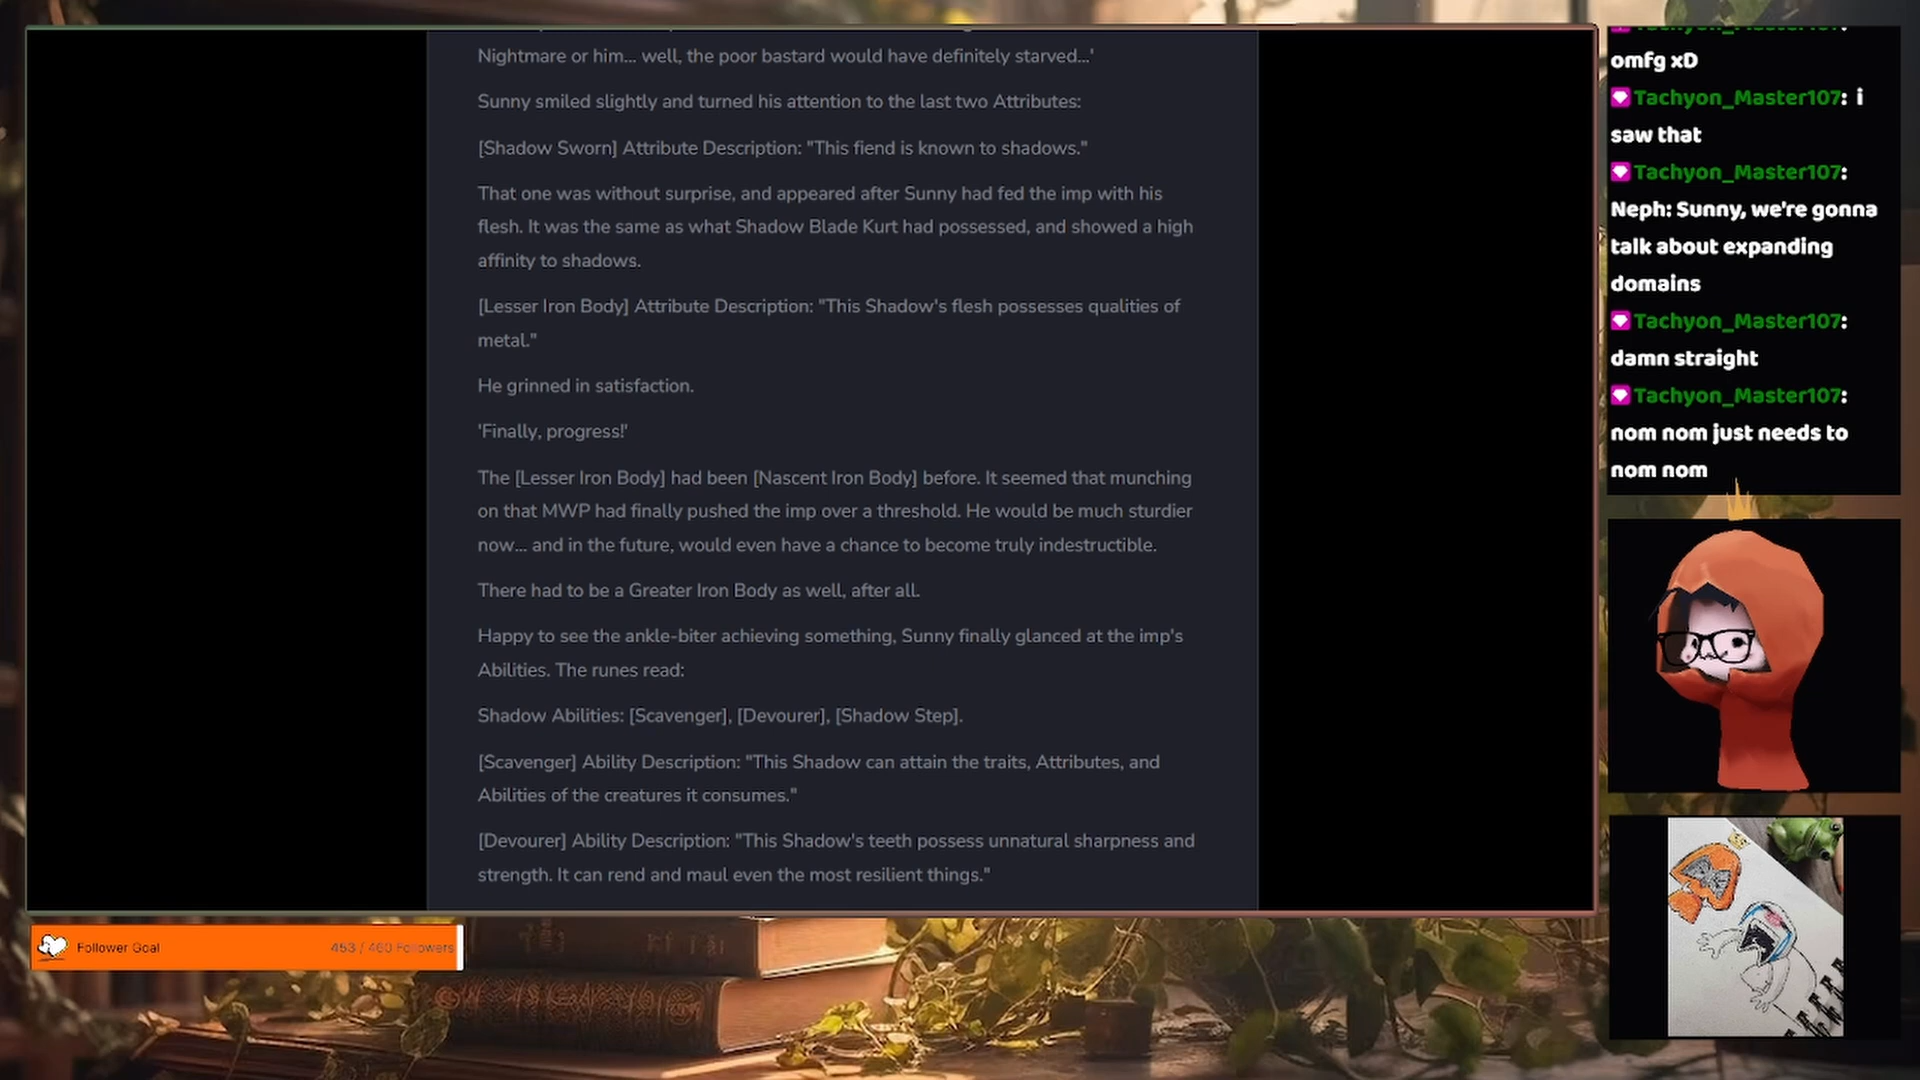 Nightmare or him... well, the poor bastard would have definitely starved...'
Sunny smiled slightly and turned his attention to the last two Attributes:
[Shadow Sworn] Attribute Description: "This fiend is known to shadows."
That one was without surprise, and appeared after Sunny had fed the imp with his
flesh. It was the same as what Shadow Blade Kurt had possessed, and showed a high
affinity to shadows.
[Lesser Iron Body] Attribute Description: "This Shadow's flesh possesses qualities of
metal."
He grinned in satisfaction.
'Finally, progress!'
The [Lesser Iron Body] had been [Nascent Iron Body] before. It seemed that munching
on that MWP had finally pushed the imp over a threshold. He would be much sturdier
now... and in the future, would even have a chance to become truly indestructible.
There had to be a Greater Iron Body as well, after all.
Happy to see the ankle-biter achieving something, Sunny finally glanced at the imp's
Abilities. The runes read:
Shadow Abilities: [Scavenger], [Devourer], [Shadow Step].
[Scavenger] Ability Description: "This Shadow can attain the traits, Attributes, and
Abilities of the creatures it consumes."
[Devourer] Ability Description: "This Shadow's teeth possess unnatural sharpness and
strength. It can rend and maul even the most resilient things."
Tachyon_Master107:
omfg xD
Tachyon_Master107: i
saw that
Tachyon_Master107:
Neph: Sunny, we're gonna
talk about expanding
domains
Tachyon_Master107:
damn straight
Tachyon_Master107:
nom nom just needs to
nom nom
Follower Goal
453 / 460 Followers